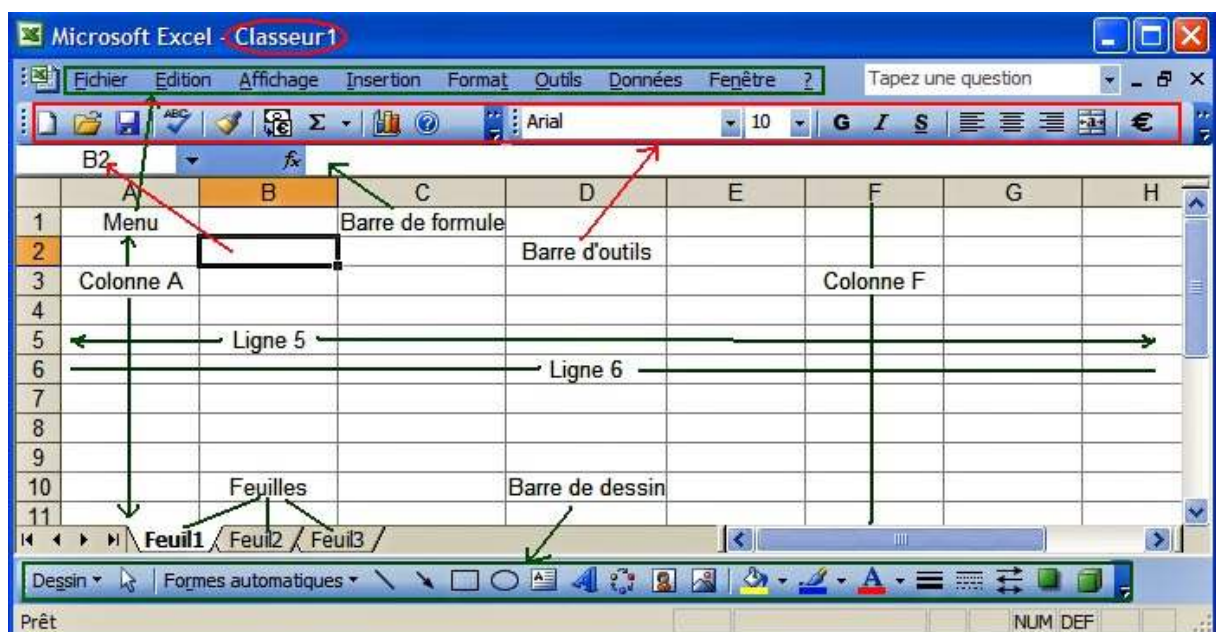 Microsoft Excel - Classeur1
Fichier Edition Affichage Insertion Format Outils Données Fenêtre ? Tapez une question
ABC € Σ Arial 10 G I S a €
B2 fx
A B C D E F G H
1 Menu Barre de formule
2 Barre d'outils
3 Colonne A Colonne F
4
5 Ligne 5
6 Ligne 6
7
8
9
10 Feuilles Barre de dessin
11
Feuil1 Feuil2 Feuil3
Dessin Formes automatiques A
Prêt NUM DEF